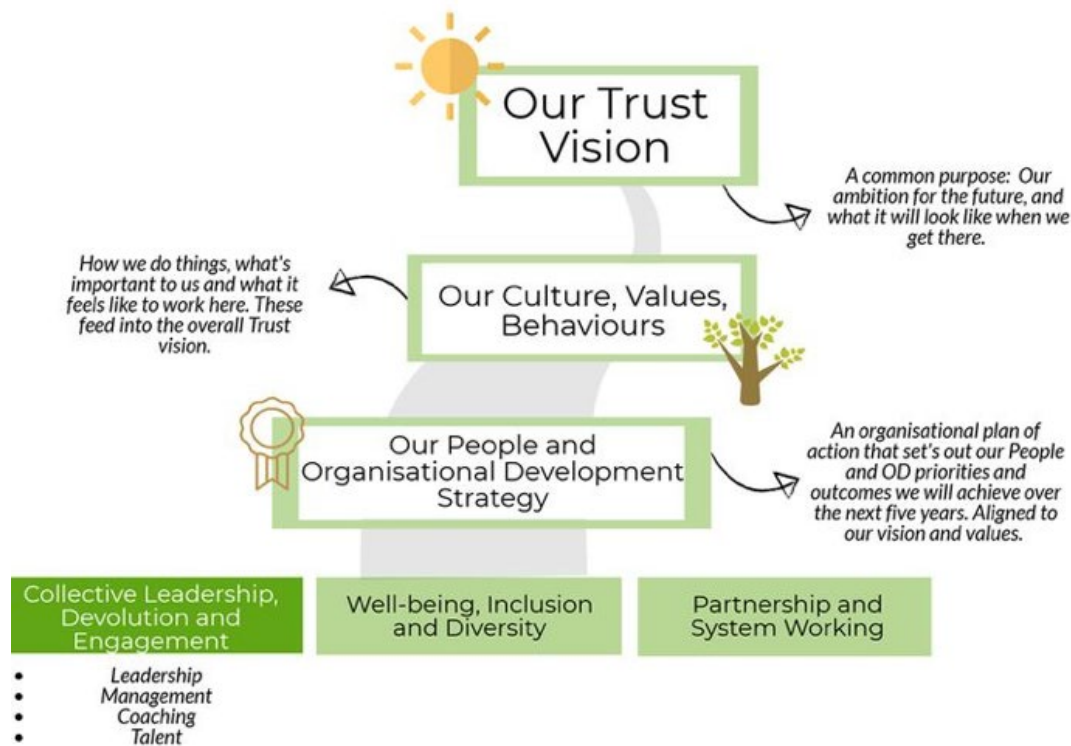 Our Trust
Vision
A common purpose: Our
ambition for the future, and
what it will look like when we
get there.
How we do things, what's
important to us and what it
feels like to work here. These
feed into the overall Trust
vision.
Our Culture, Values,
Behaviours
Our People and
Organisational Development
Strategy
An organisational plan of
action that set's out our People
and OD priorities and
outcomes we will achieve over
the next five years. Aligned to
our vision and values.
Collective Leadership,
Devolution and
Engagement
Well-being, Inclusion
and Diversity
Partnership and
System Working
• Leadership
• Management
• Coaching
• Talent